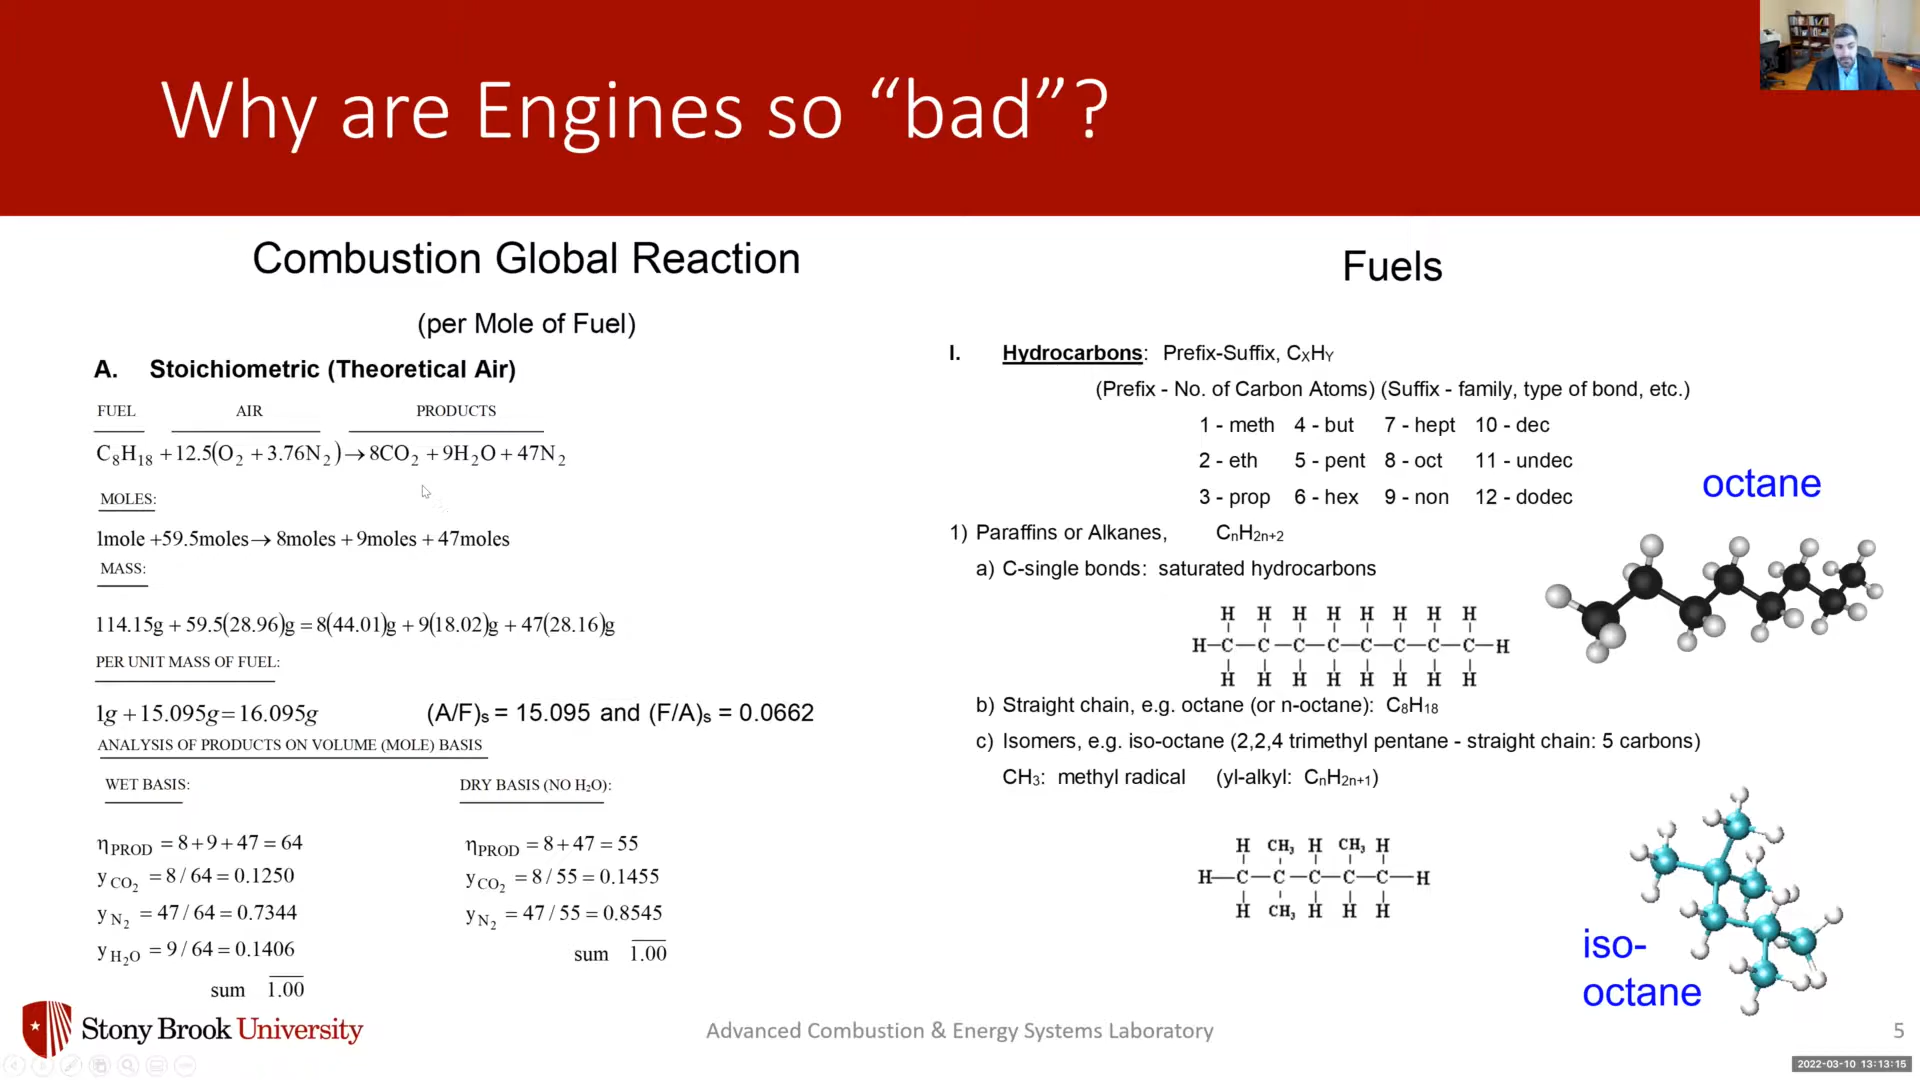 Why are Engines so “bad”?
Combustion Global Reaction
(per Mole of Fuel)
A. Stoichiometric (Theoretical Air)
FUEL AIR PRODUCTS
C₈H₁₈ +12.5(O₂ +3.76N₂)→8CO₂ +9H₂O+47N₂
MOLES:
1mole +59.5moles→ 8moles+9moles+47moles
MASS:
114.15g+59.5(28.96)g =8(44.01)g +9(18.02)g +47(28.16)g
PER UNIT MASS OF FUEL:
1g+15.095g=16.095g (A/F)ₛ = 15.095 and (F/A)ₛ = 0.0662
ANALYSIS OF PRODUCTS ON VOLUME (MOLE) BASIS
WET BASIS: DRY BASIS (NO H₂O):
ηPROD =8+9+47=64 ηPROD =8+47=55
yCO₂ =8/64=0.1250 yCO₂ =8/55=0.1455
yN₂ =47/64=0.7344 yN₂ =47/55=0.8545
yH₂O =9/64=0.1406 sum 1.00
sum 1.00
Fuels
I. Hydrocarbons: Prefix-Suffix, CXHY
(Prefix - No. of Carbon Atoms) (Suffix - family, type of bond, etc.)
1 - meth 4 - but 7 - hept 10 - dec
2 - eth 5 - pent 8 - oct 11 - undec
3 - prop 6 - hex 9 - non 12 - dodec
octane
1) Paraffins or Alkanes, CnH2n+2
a) C-single bonds: saturated hydrocarbons
H H H H H H H H
H—C—C—C—C—C—C—C—C—H
H H H H H H H H
b) Straight chain, e.g. octane (or n-octane): C₈H₁₈
c) Isomers, e.g. iso-octane (2,2,4 trimethyl pentane - straight chain: 5 carbons)
CH₃: methyl radical (yl-alkyl: CnH2n+1)
H CH₃ H CH₃ H
H—C—C—C—C—C—H
H CH₃ H H H
iso-
octane
Stony Brook University
Advanced Combustion & Energy Systems Laboratory
5
2022-03-10 13:13:15